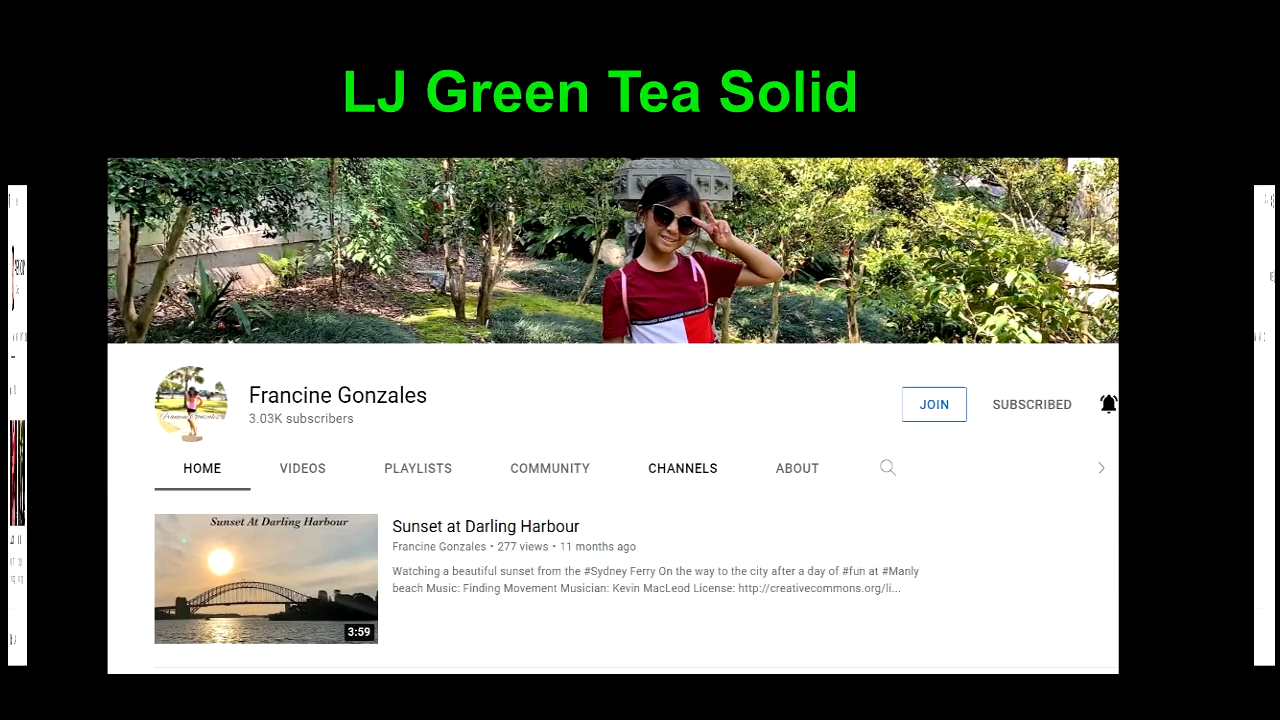 LJ Green Tea Solid
Francine Gonzales
3.03K subscribers
JOIN
SUBSCRIBED
HOME
VIDEOS
PLAYLISTS
COMMUNITY
CHANNELS
ABOUT
Sunset At Darling Harbour
3:59
Sunset at Darling Harbour
Francine Gonzales • 277 views • 11 months ago
Watching a beautiful sunset from the #Sydney Ferry On the way to the city after a day of #fun at #Manly
beach Music: Finding Movement Musician: Kevin MacLeod License: http://creativecommons.org/li...